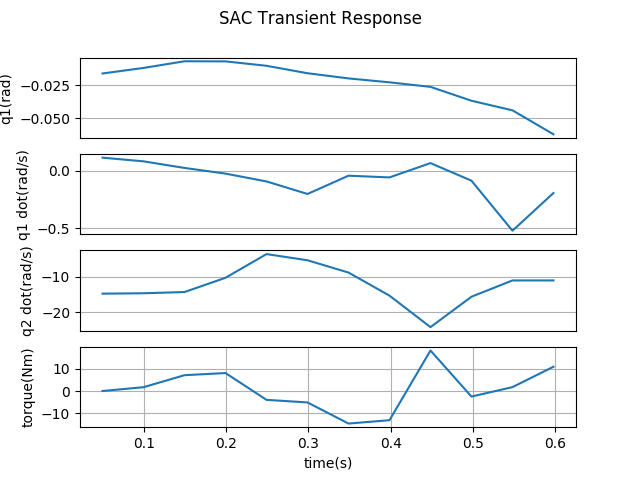 SAC Transient Response
q1(rad)
−0.025
−0.050
q1 dot(rad/s)
0.0
−0.5
q2 dot(rad/s)
−10
−20
torque(Nm)
10
0
−10
0.1 0.2 0.3 0.4 0.5 0.6
time(s)